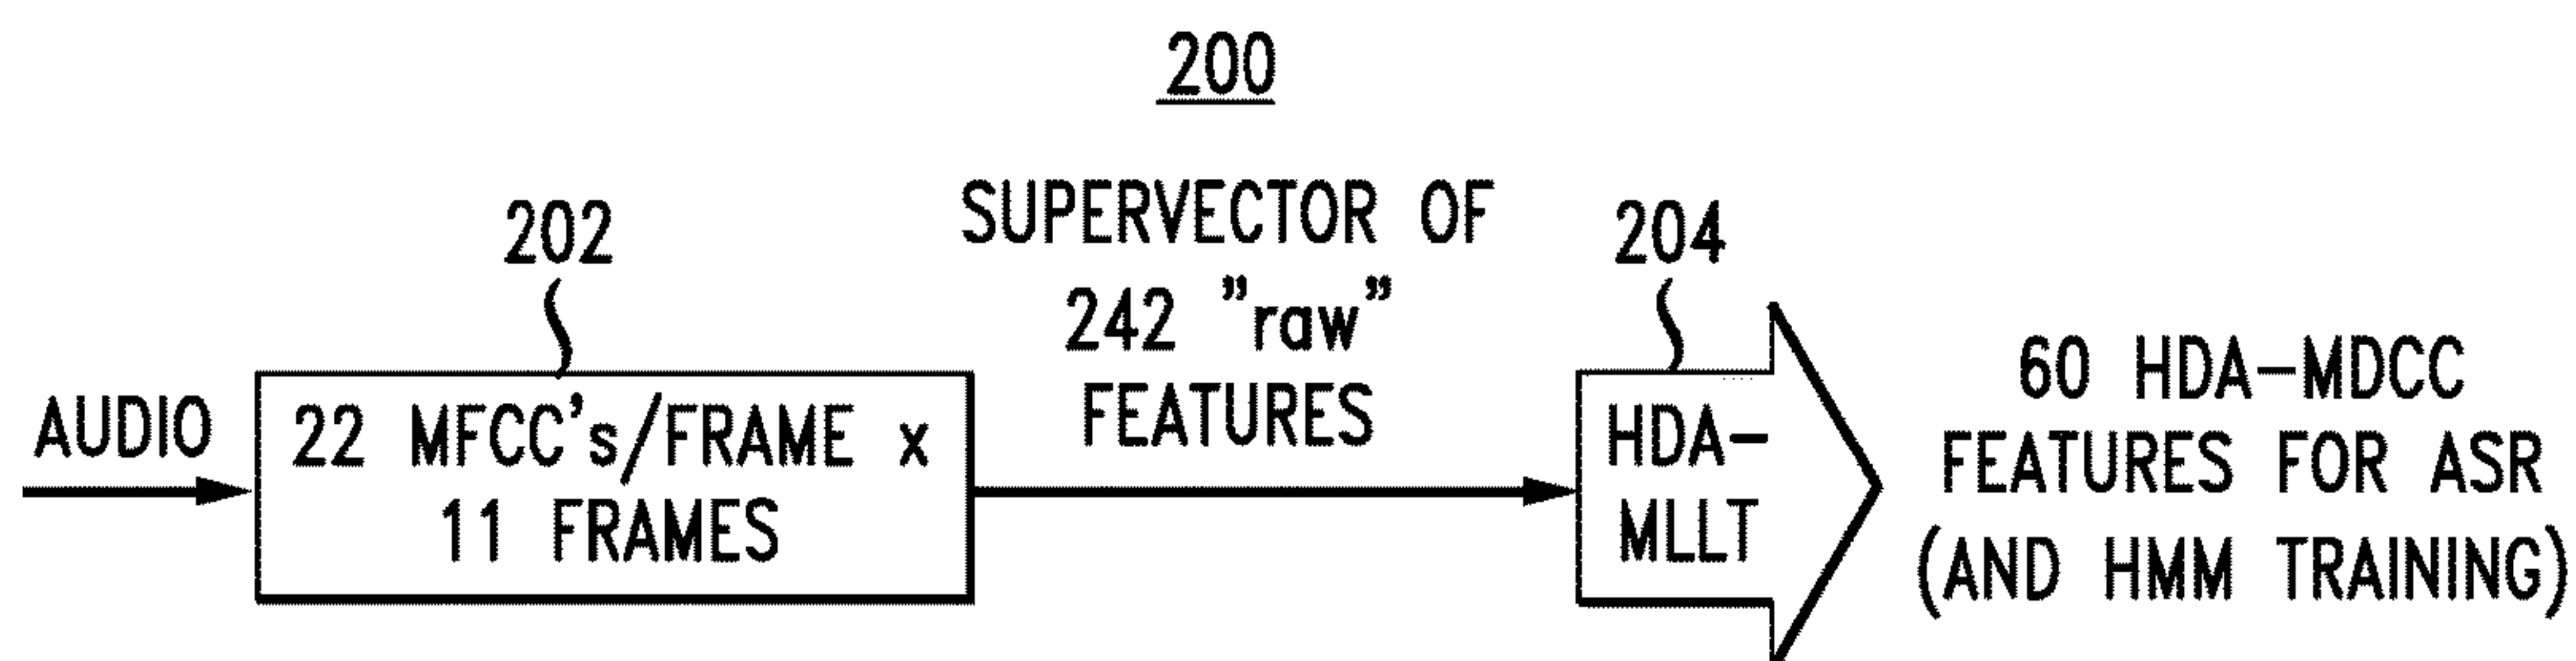 200
202
SUPERVECTOR OF
242 "raw"
FEATURES
204
AUDIO
22 MFCC's/FRAME x
11 FRAMES
HDA-
MLLT
60 HDA-MDCC
FEATURES FOR ASR
(AND HMM TRAINING)